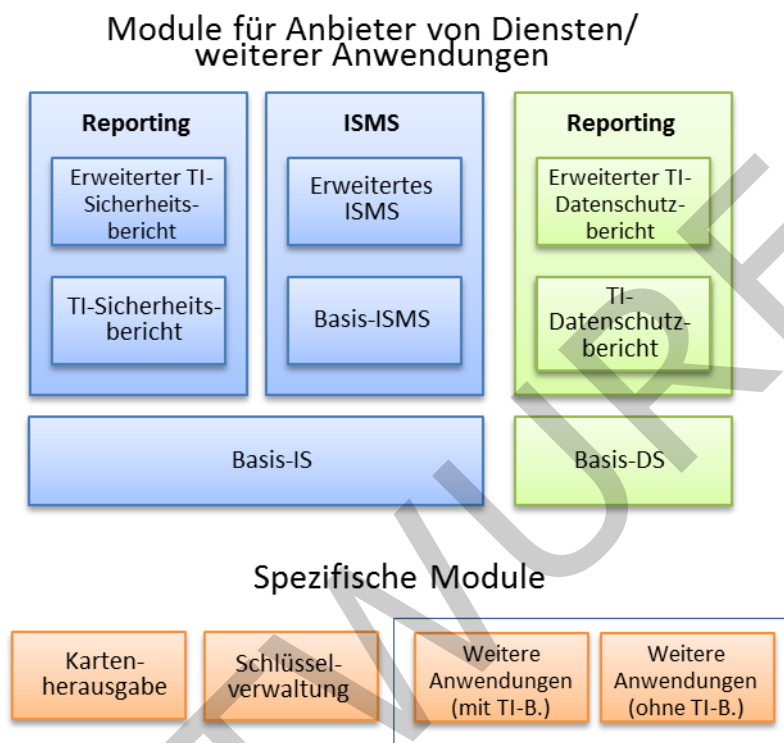 Module für Anbieter von Diensten/
weiterer Anwendungen
Reporting
Erweiterter TI-
Sicherheits-
bericht
TI-Sicherheits-
bericht
ISMS
Erweitertes
ISMS
Basis-ISMS
Reporting
Erweiterter TI-
Datenschutz-
bericht
TI-
Datenschutz-
bericht
Basis-IS
Basis-DS
Spezifische Module
Karten-
herausgabe
Schlüssel-
verwaltung
Weitere
Anwendungen
(mit TI-B.)
Weitere
Anwendungen
(ohne TI-B.)
TWURF